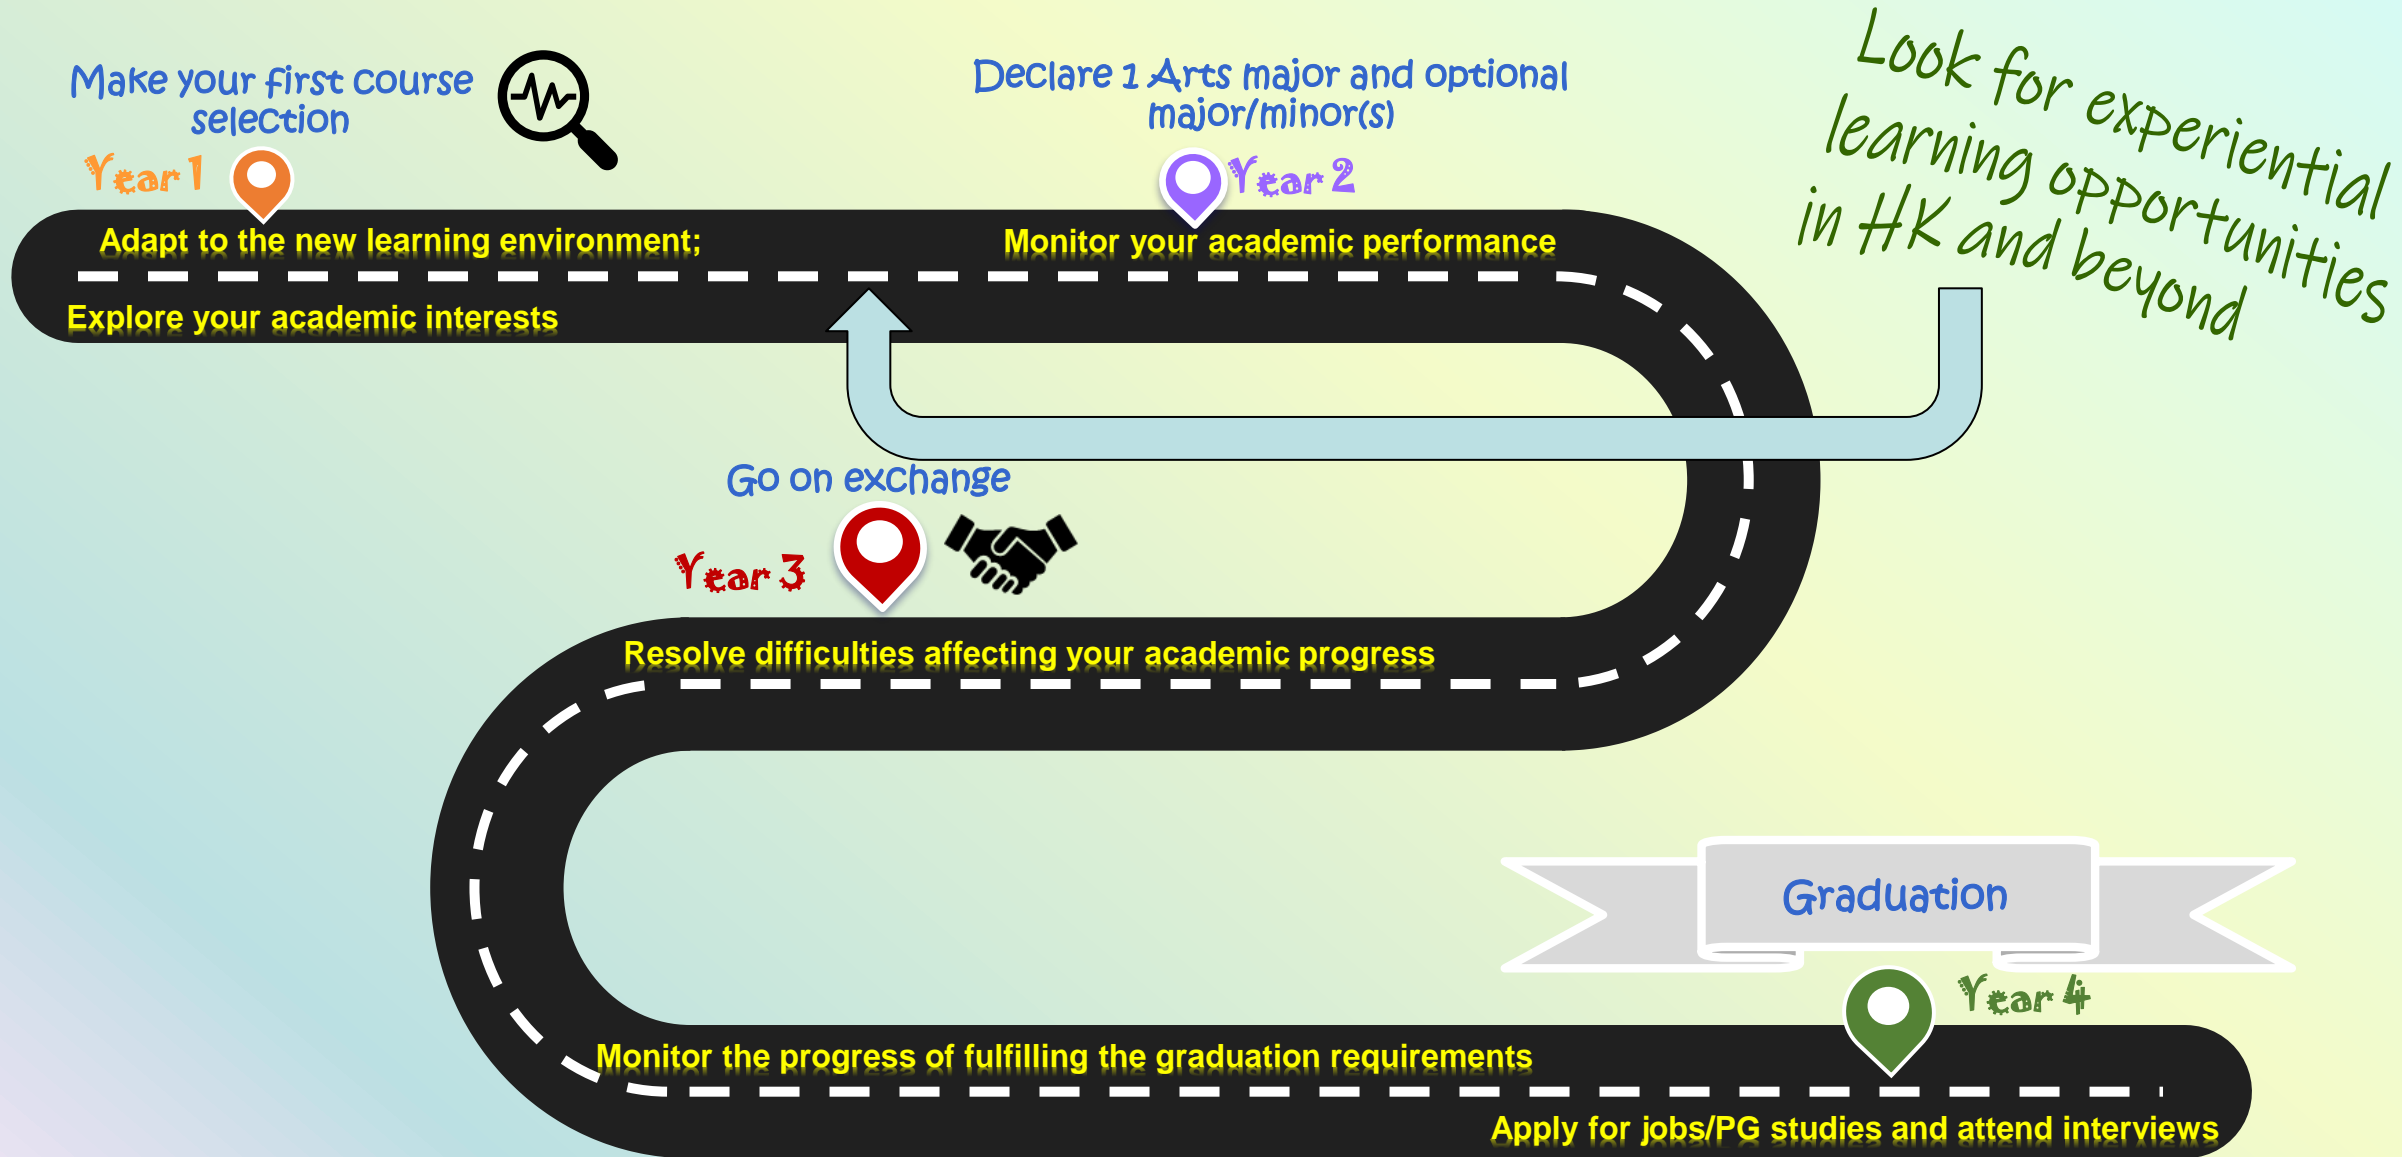 Make your first course
selection
Year 1
Declare 1 Arts major and optional
major/minor(s)
Year 2
Look for experiential
learning opportunities
in HK and beyond
Adapt to the new learning environment;
Monitor your academic performance
Explore your academic interests
Go on exchange
Year 3
Resolve difficulties affecting your academic progress
Graduation
Year 4
Monitor the progress of fulfilling the graduation requirements
Apply for jobs/PG studies and attend interviews